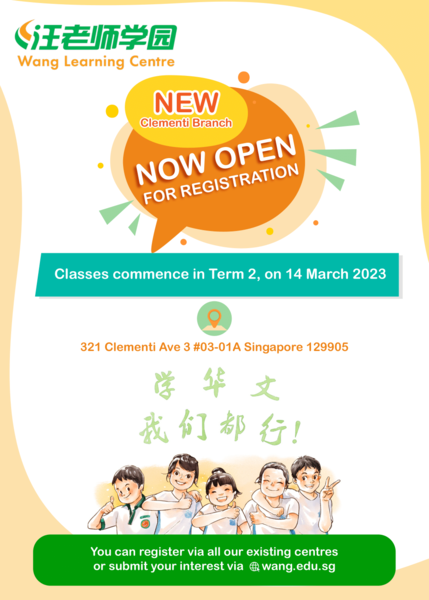 汪老师学园
Wang Learning Centre
NEW
Clementi Branch
NOW OPEN
FOR REGISTRATION
Classes commence in Term 2, on 14 March 2023
321 Clementi Ave 3 #03-01A Singapore 129905
学华文
我们都行!
You can register via all our existing centres
or submit your interest via wang.edu.sg